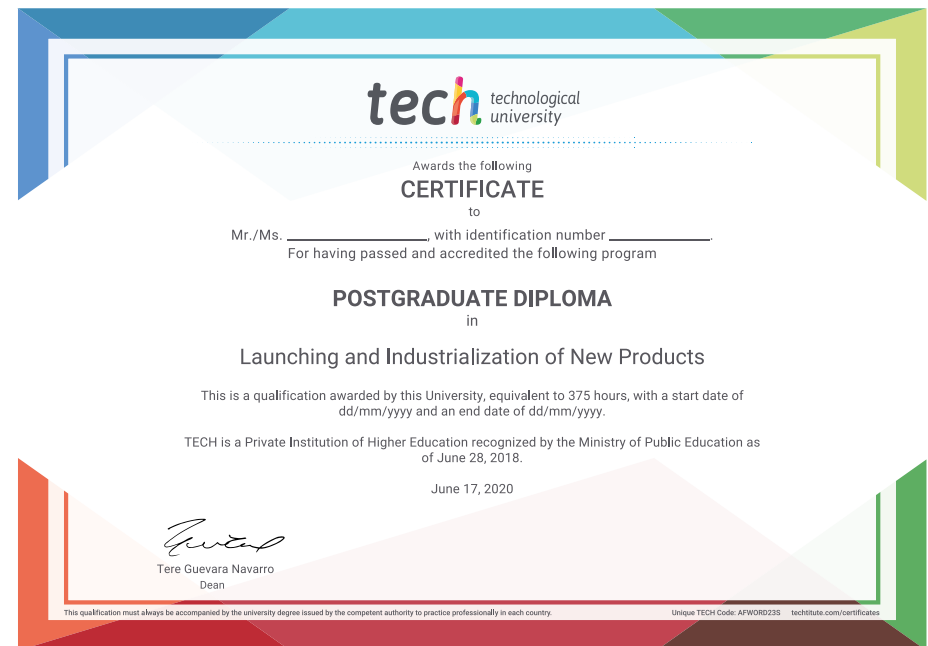 tech technological
university
Awards the following
CERTIFICATE
to
Mr./Ms. ____________________, with identification number ______________.
For having passed and accredited the following program
POSTGRADUATE DIPLOMA
in
Launching and Industrialization of New Products
This is a qualification awarded by this University, equivalent to 375 hours, with a start date of
dd/mm/yyyy and an end date of dd/mm/yyyy.
TECH is a Private Institution of Higher Education recognized by the Ministry of Public Education as
of June 28, 2018.
June 17, 2020
Tere Guevara Navarro
Dean
This qualification must always be accompanied by the university degree issued by the competent authority to practice professionally in each country. Unique TECH Code: AFWORD23S techtitute.com/certificates